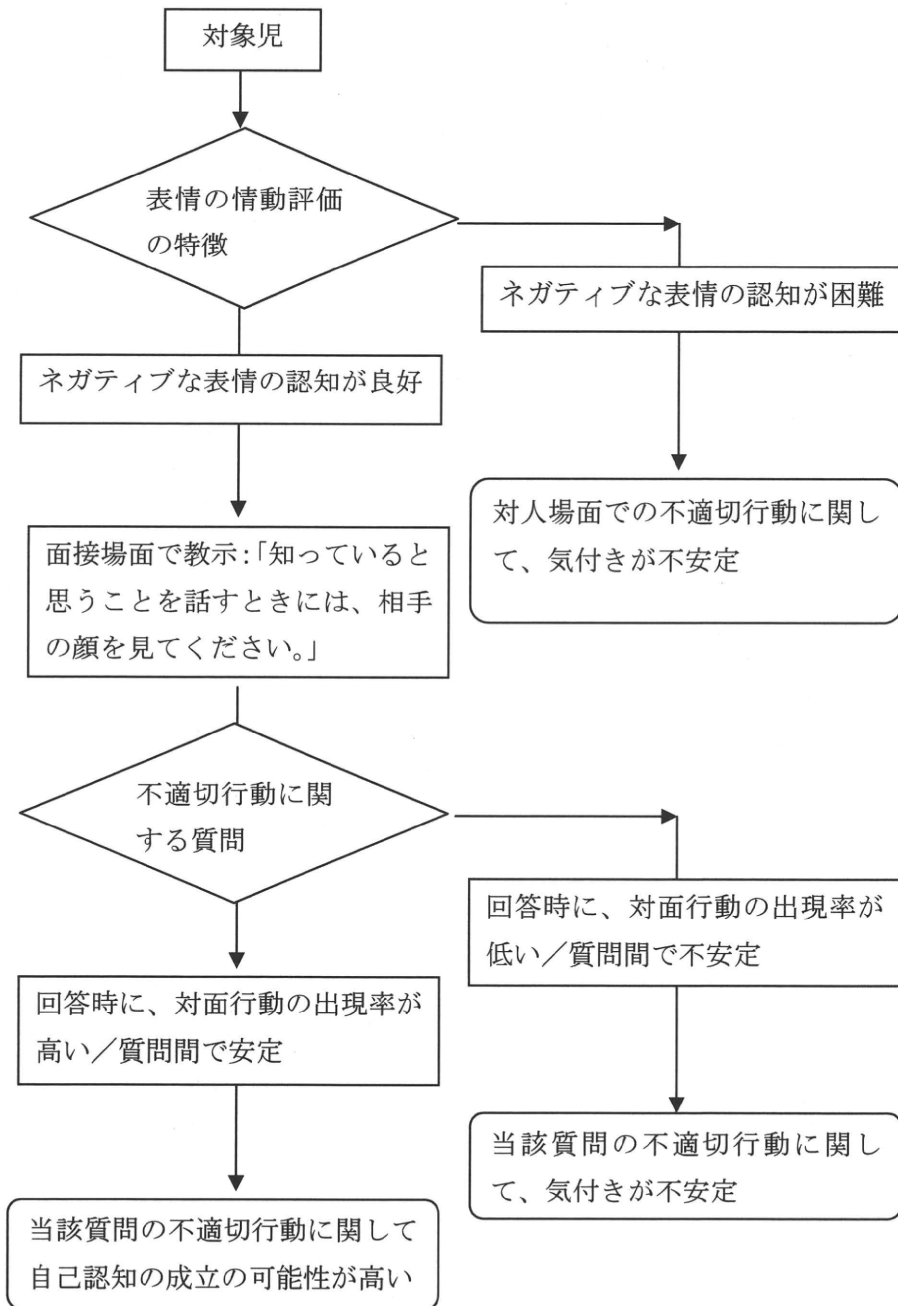 対象児
表情の情動評価
の特徴
ネガティブな表情の認知が困難
ネガティブな表情の認知が良好
対人場面での不適切行動に関し
て、気付きが不安定
面接場面で教示:「知っていると
思うことを話すときには、相手
の顔を見てください。」
不適切行動に関
する質問
回答時に、対面行動の出現率が
低い／質問間で不安定
回答時に、対面行動の出現率が
高い／質問間で安定
当該質問の不適切行動に関し
て、気付きが不安定
当該質問の不適切行動に関して
自己認知の成立の可能性が高い